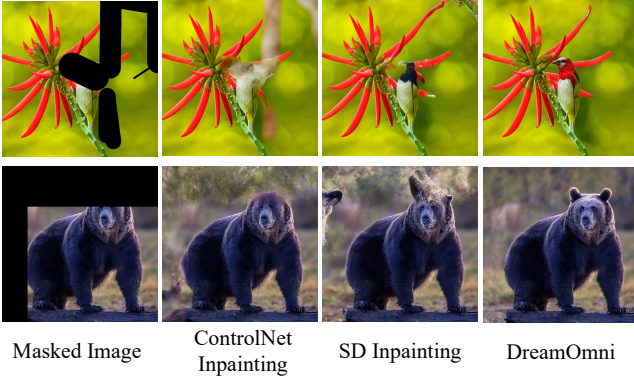 Masked Image
ControlNet
Inpainting
SD Inpainting
DreamOmni